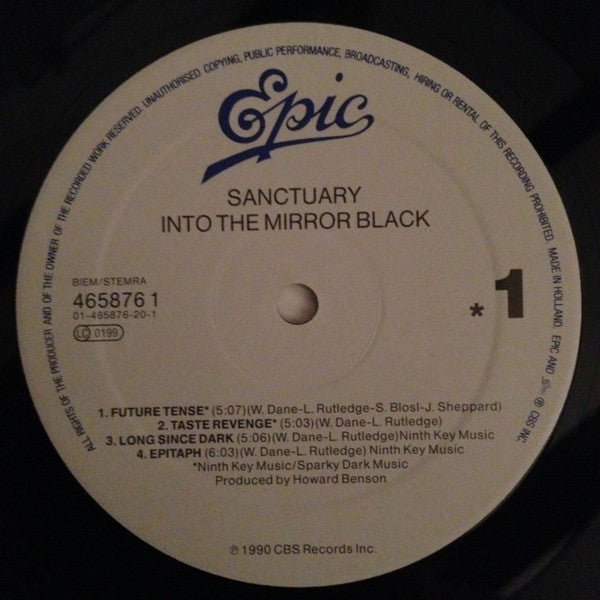 ALL RIGHTS OF THE PRODUCER AND OF THE OWNER OF THE RECORDED WORK RESERVED. UNAUTHORISED COPYING, PUBLIC PERFORMANCE, BROADCASTING, HIRING OR RENTAL OF THIS RECORDING PROHIBITED. MADE IN HOLLAND. EPIC AND ℗ CBS INC.
Epic
SANCTUARY
INTO THE MIRROR BLACK
BIEM/STEMRA
465876 1
01-465876-20-1
LC 0199
*1
1. FUTURE TENSE* (5:07)(W. Dane-L. Rutledge-S. Blosl-J. Sheppard)
2. TASTE REVENGE* (5:03)(W. Dane-L. Rutledge)
3. LONG SINCE DARK (5:06)(W. Dane-L. Rutledge)Ninth Key Music
4. EPITAPH (6:03)(W. Dane-L. Rutledge) Ninth Key Music
*Ninth Key Music/Sparky Dark Music
Produced by Howard Benson
℗ 1990 CBS Records Inc.